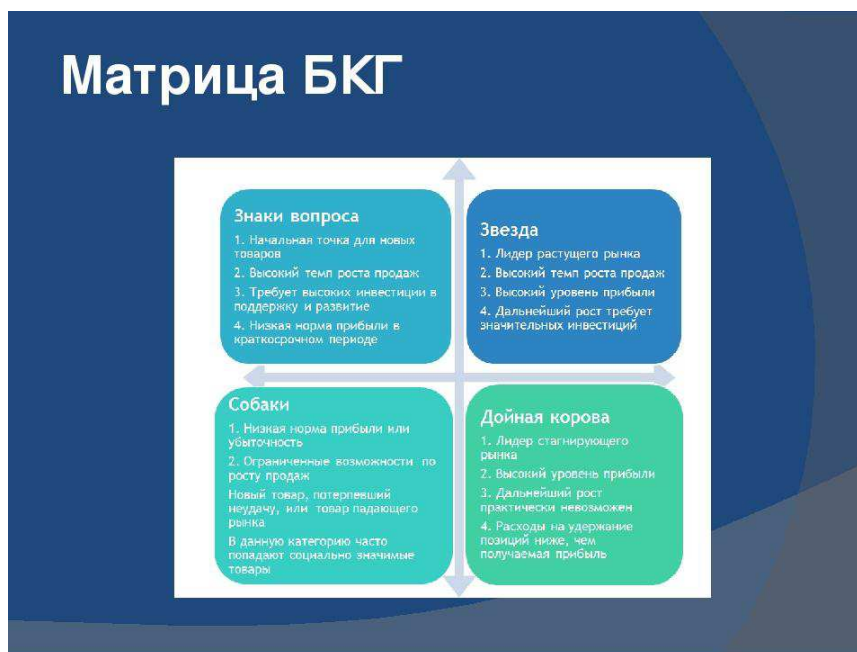 Матрица БКГ
Знаки вопроса
1. Начальная точка для новых
товаров
2. Высокий темп роста продаж
3. Требует высоких инвестиции в
поддержку и развитие
4. Низкая норма прибыли в
краткосрочном периоде
Звезда
1. Лидер растущего рынка
2. Высокий темп роста продаж
3. Высокий уровень прибыли
4. Дальнейший рост требует
значительных инвестиций
Собаки
1. Низкая норма прибыли или
убыточность
2. Ограниченные возможности по
росту продаж
Новый товар, потерпевший
неудачу, или товар падающего
рынка
В данную категорию часто
попадают социально значимые
товары
Дойная корова
1. Лидер стагнирующего
рынка
2. Высокий уровень прибыли
3. Дальнейший рост
практически невозможен
4. Расходы на удержание
позиций ниже, чем
получаемая прибыль